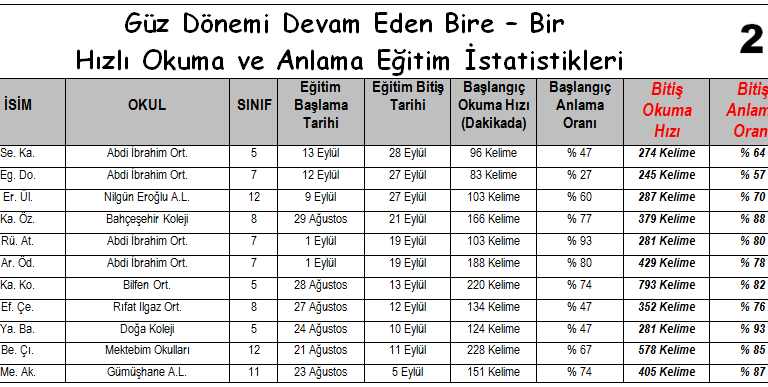 Güz Dönemi Devam Eden Bire – Bir
Hızlı Okuma ve Anlama Eğitim İstatistikleri
2
İSİM OKUL SINIF Eğitim Başlama Tarihi Eğitim Bitiş Tarihi Başlangıç Okuma Hızı (Dakikada) Başlangıç Anlama Oranı Bitiş Okuma Hızı Bitiş Anlama Oranı
Se. Ka. Abdi İbrahim Ort. 5 13 Eylül 28 Eylül 96 Kelime % 47 274 Kelime % 64
Eg. Do. Abdi İbrahim Ort. 7 12 Eylül 27 Eylül 83 Kelime % 27 245 Kelime % 57
Er. Ül. Nilgün Eroğlu A.L. 12 9 Eylül 27 Eylül 103 Kelime % 60 287 Kelime % 70
Ka. Öz. Bahçeşehir Koleji 8 29 Ağustos 21 Eylül 166 Kelime % 77 379 Kelime % 88
Rü. At. Abdi İbrahim Ort. 7 1 Eylül 19 Eylül 103 Kelime % 93 281 Kelime % 80
Ar. Öd. Abdi İbrahim Ort. 7 1 Eylül 19 Eylül 188 Kelime % 80 429 Kelime % 78
Ka. Ko. Bilfen Ort. 5 28 Ağustos 13 Eylül 220 Kelime % 74 793 Kelime % 82
Ef. Çe. Rıfat Ilgaz Ort. 8 27 Ağustos 12 Eylül 134 Kelime % 47 352 Kelime % 76
Ya. Ba. Doğa Koleji 5 24 Ağustos 10 Eylül 124 Kelime % 47 281 Kelime % 93
Be. Çı. Mektebim Okulları 12 21 Ağustos 11 Eylül 228 Kelime % 67 578 Kelime % 85
Me. Ak. Gümüşhane A.L. 11 23 Ağustos 5 Eylül 151 Kelime % 74 405 Kelime % 87